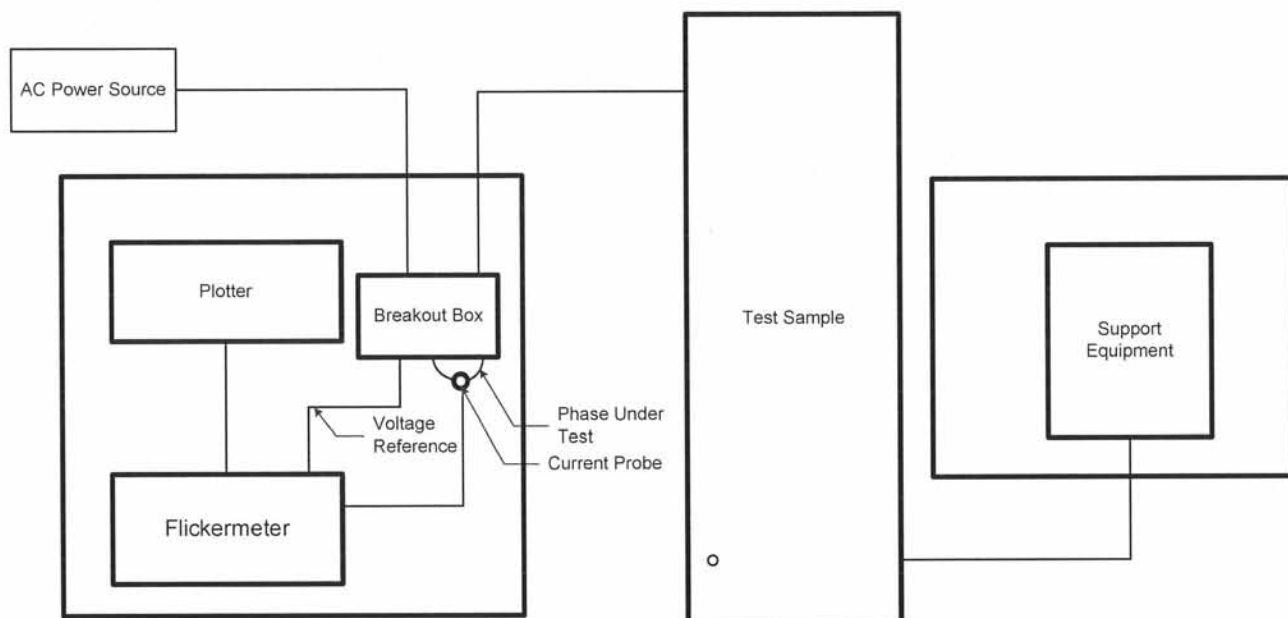 AC Power Source
Plotter
Breakout Box
Test Sample
Support
Equipment
Voltage
Reference
Phase Under
Test
Current Probe
Flickermeter